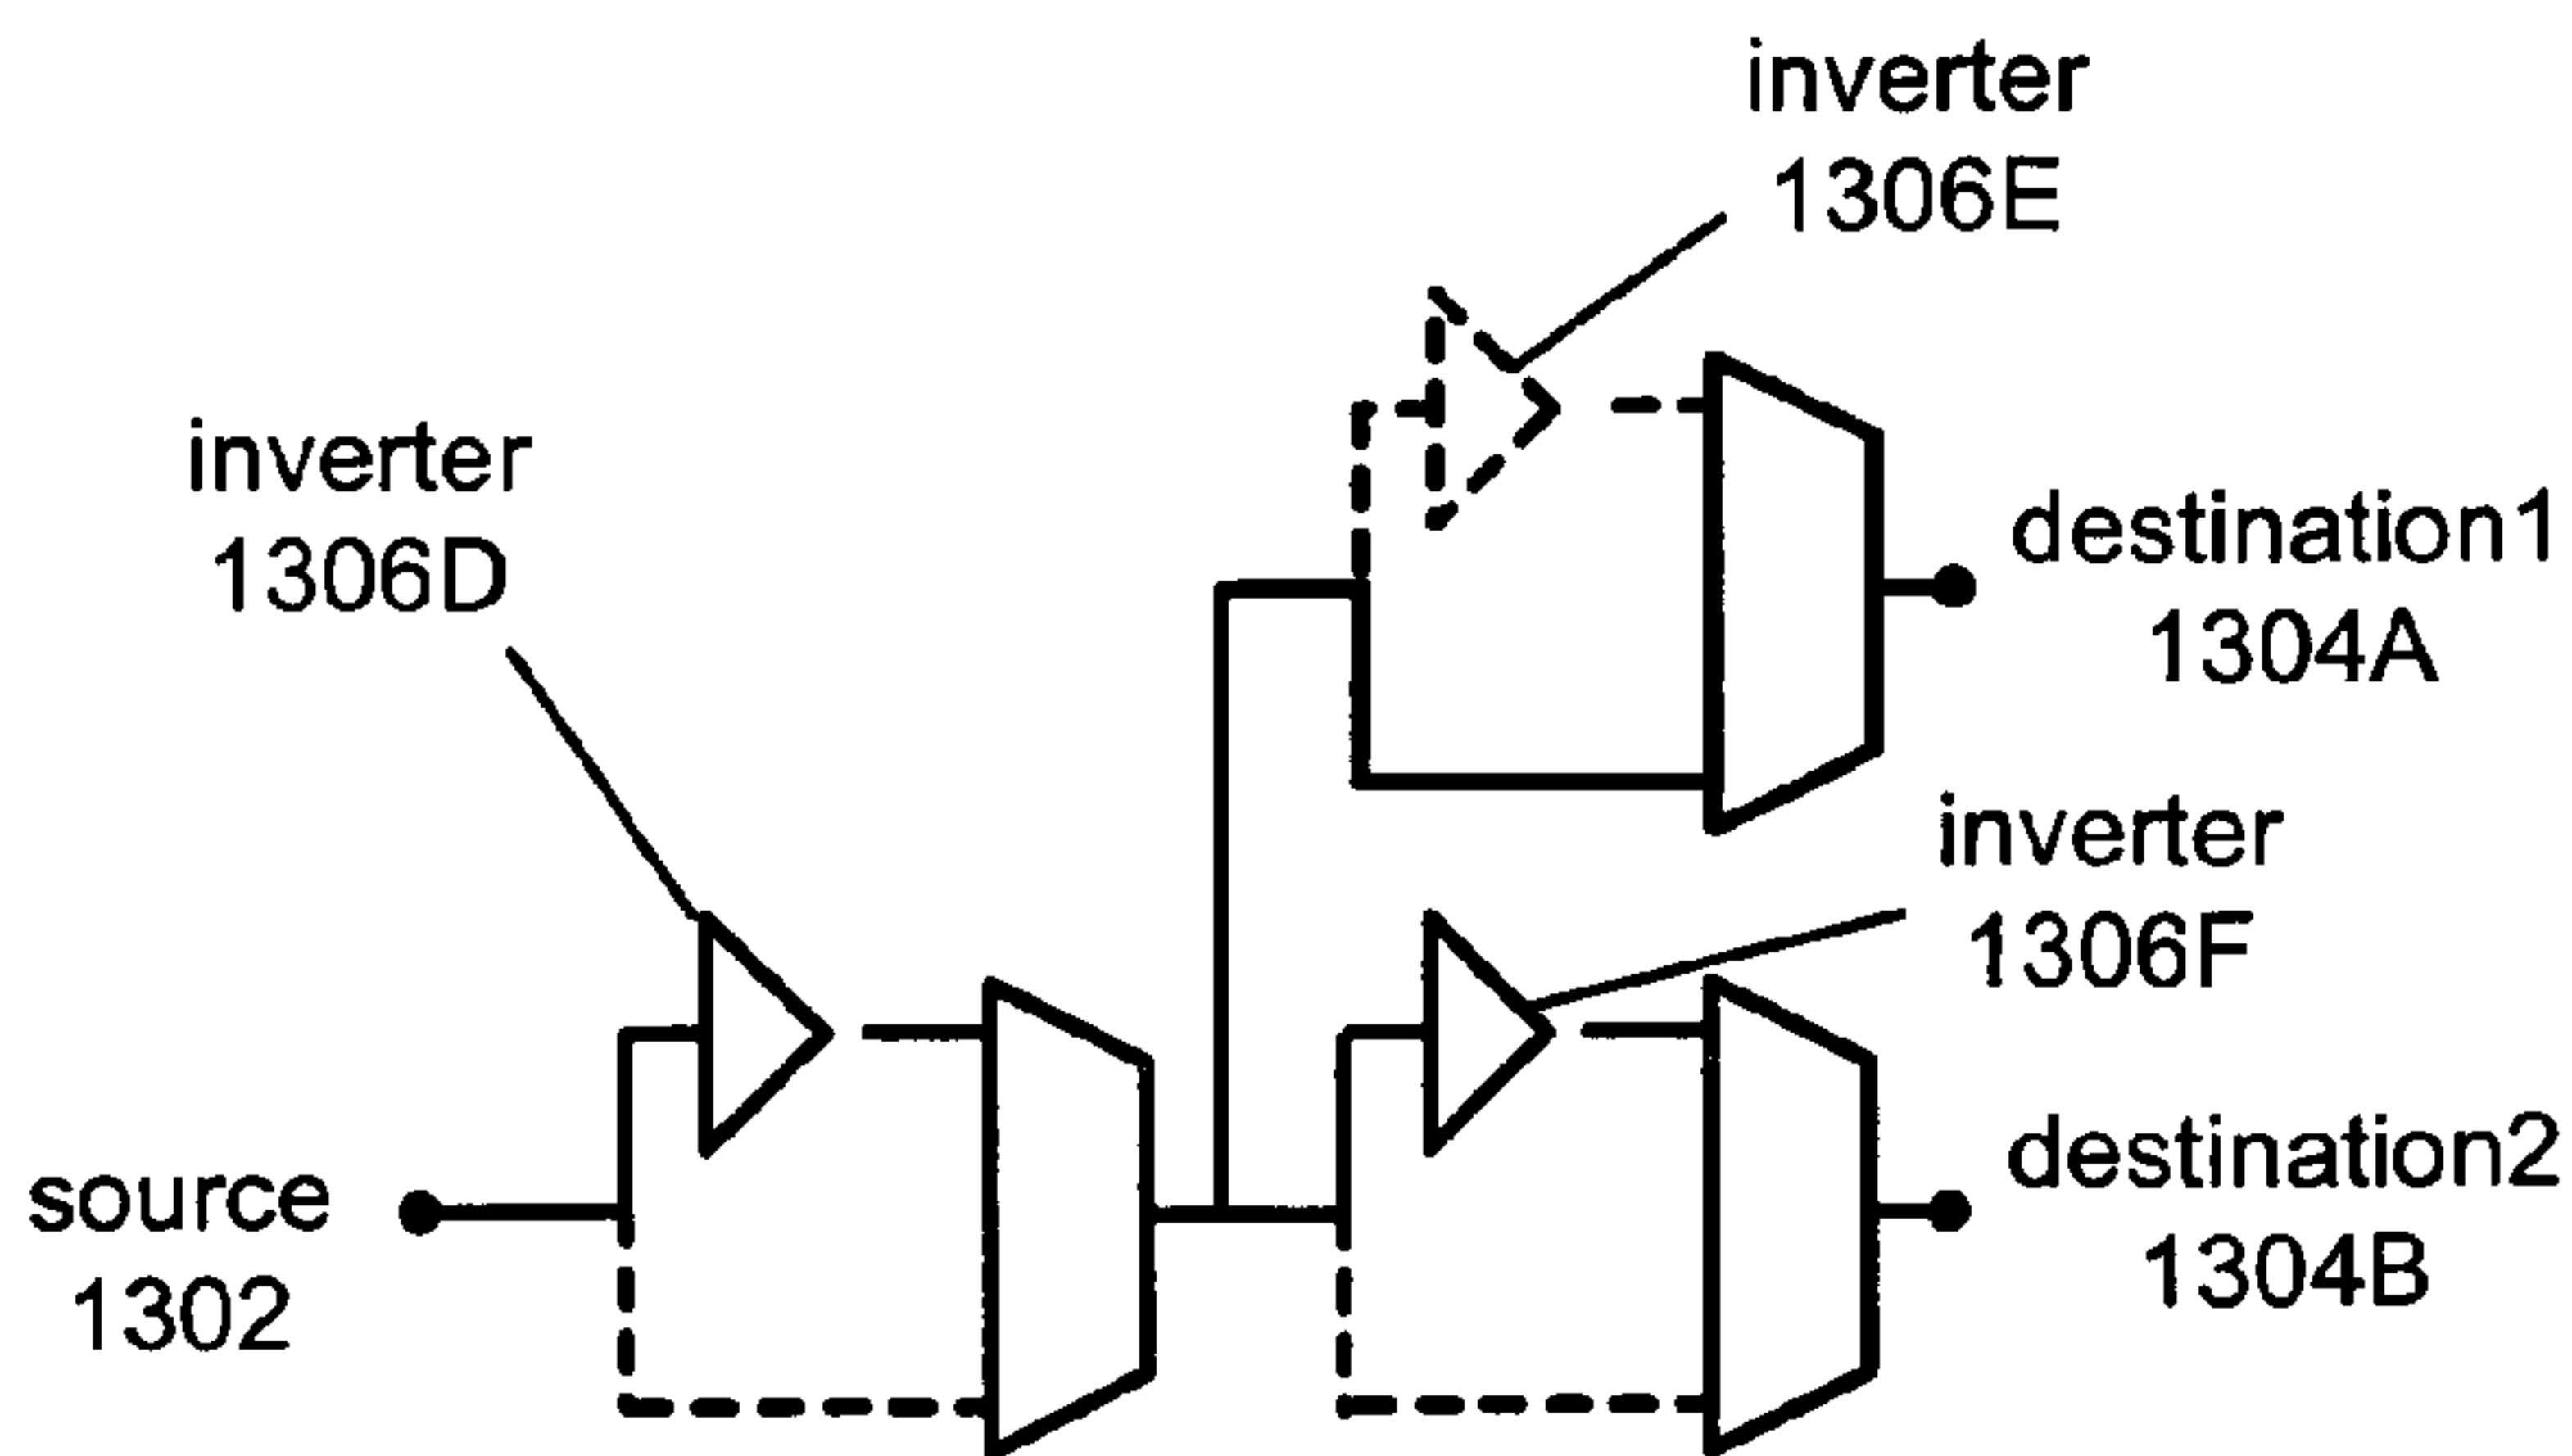 inverter
1306E
inverter
1306D
destination1
1304A
inverter
1306F
source
1302
destination2
1304B